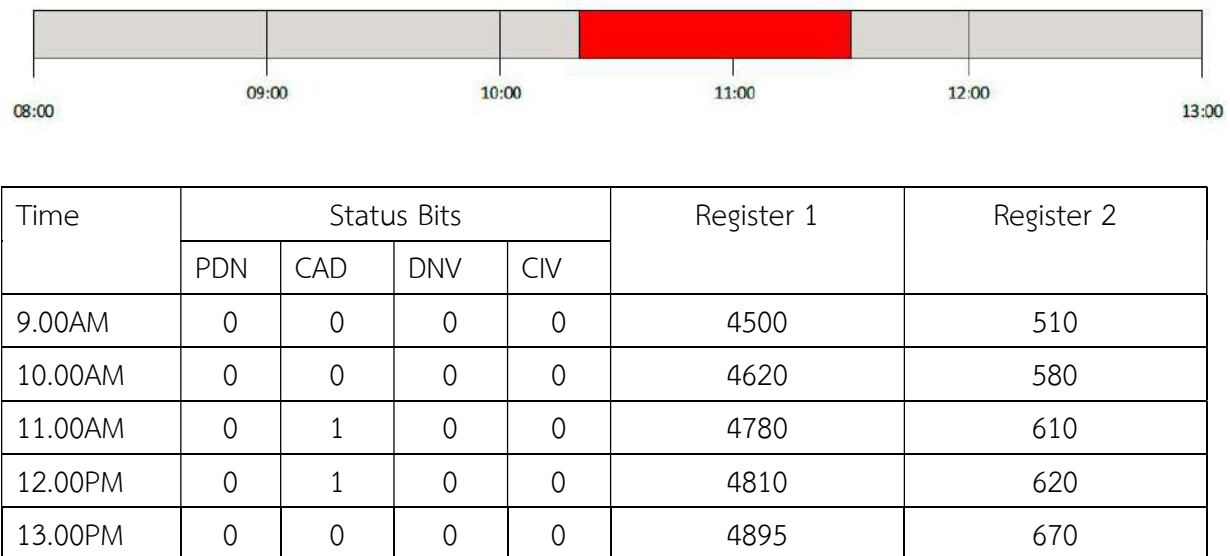 08:00 09:00 10:00 11:00 12:00 13:00
Time Status Bits Register 1 Register 2
PDN CAD DNV CIV
9.00AM 0 0 0 0 4500 510
10.00AM 0 0 0 0 4620 580
11.00AM 0 1 0 0 4780 610
12.00PM 0 1 0 0 4810 620
13.00PM 0 0 0 0 4895 670